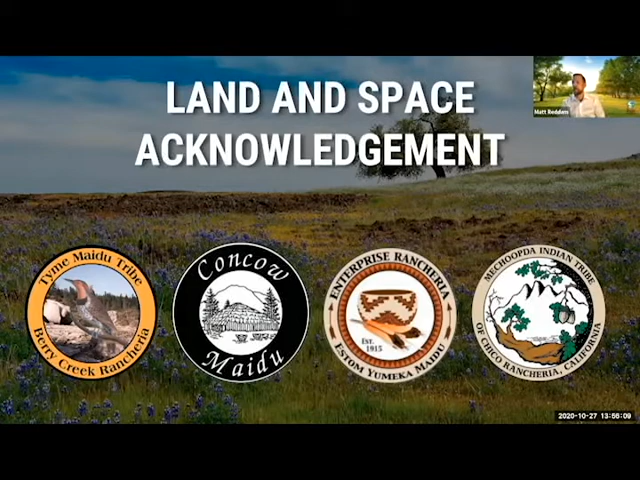 LAND AND SPACE
ACKNOWLEDGEMENT
Matt Reddam
Tyme Maidu Tribe
Berry Creek Rancheria
Concow
Maidu
ENTERPRISE RANCHERIA
EST.
1915
ESTOM YUMEKA MAIDU
MECHOOPDA INDIAN TRIBE
OF CHICO RANCHERIA, CALIFORNIA
2020-10-27 13:56:09